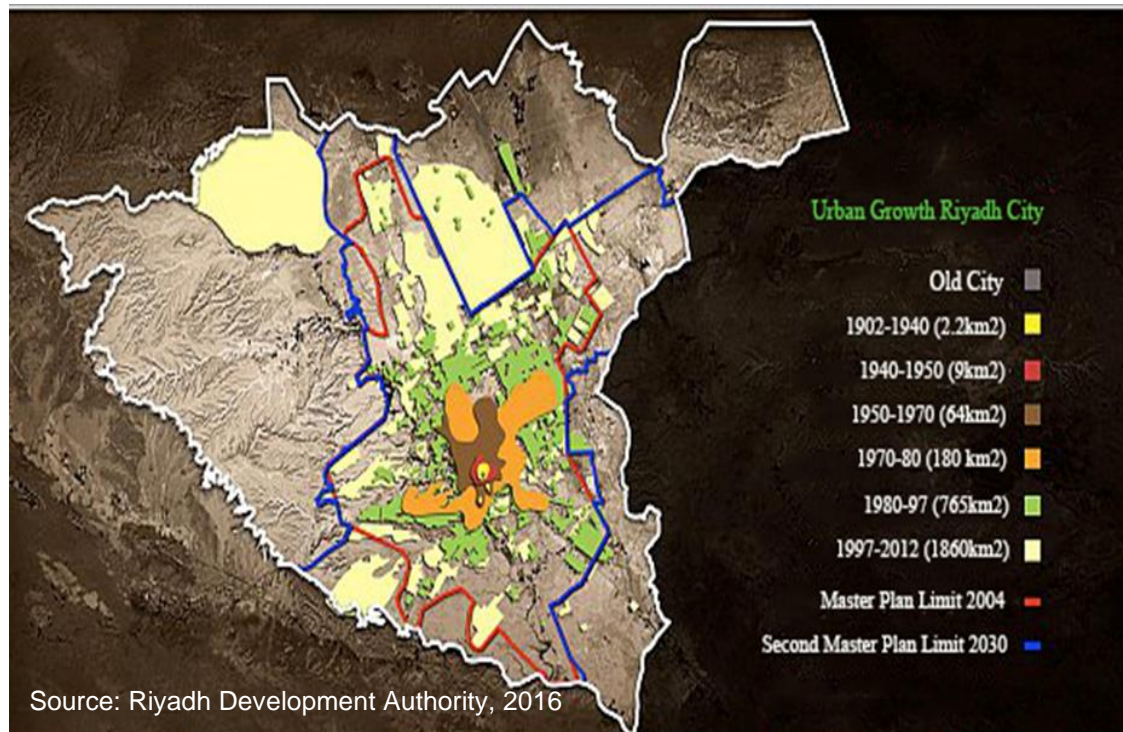 Urban Growth Riyadh City
Old City
1902-1940 (2.2km2)
1940-1950 (9km2)
1950-1970 (64km2)
1970-80 (180 km2)
1980-97 (765km2)
1997-2012 (1860km2)
Master Plan Limit 2004
Second Master Plan Limit 2030
Source: Riyadh Development Authority, 2016